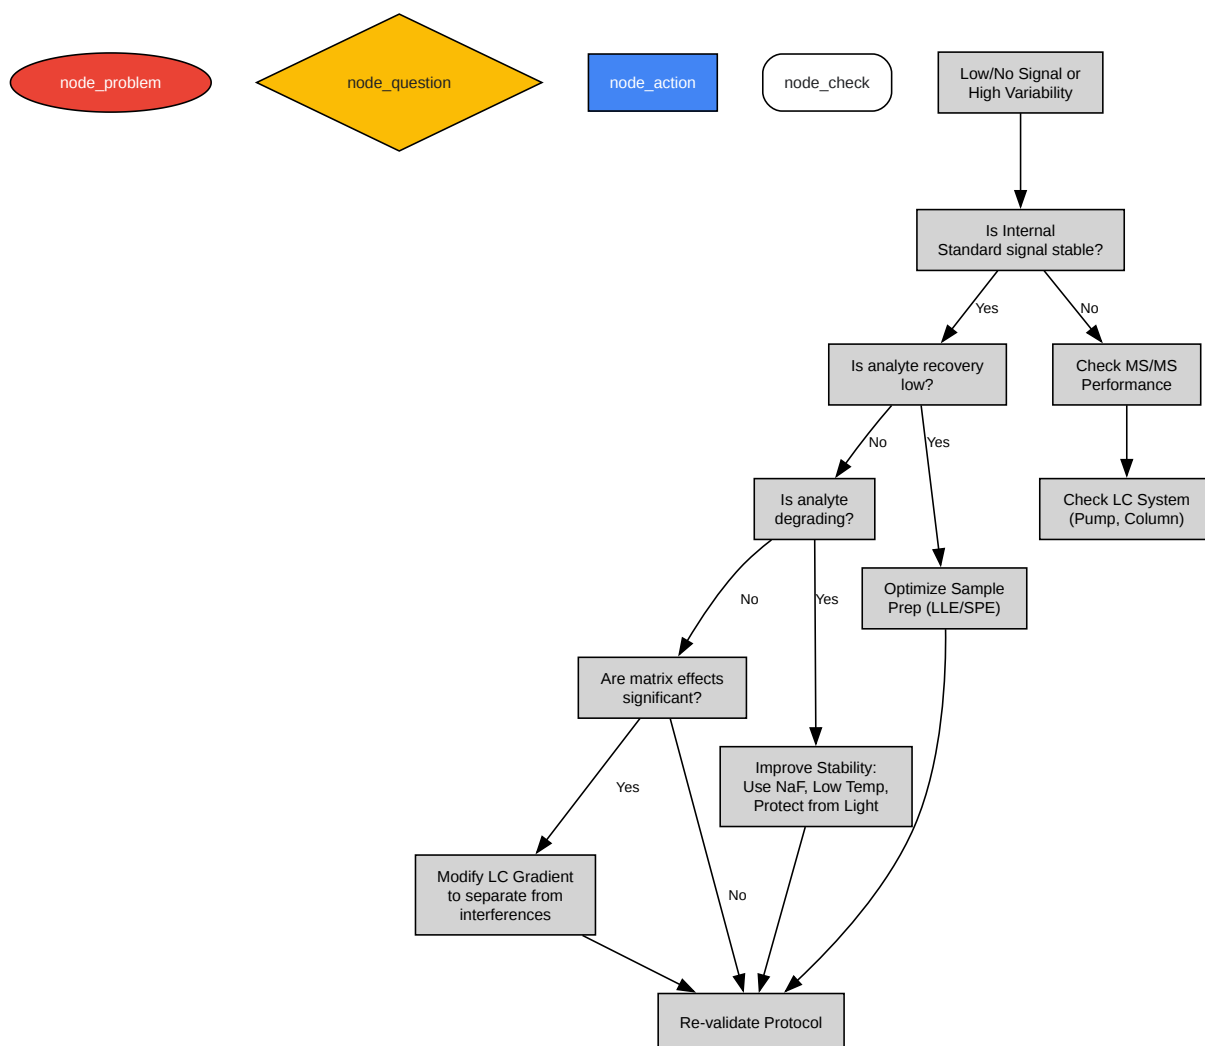 node_problem
node_question
node_action
node_check
Low/No Signal or
High Variability
Is Internal
Standard signal stable?
Yes
No
Is analyte recovery
low?
Check MS/MS
Performance
No
Yes
Is analyte
degrading?
Check LC System
(Pump, Column)
No
Yes
Optimize Sample
Prep (LLE/SPE)
Are matrix effects
significant?
Improve Stability:
Use NaF, Low Temp,
Protect from Light
Yes
Modify LC Gradient
to separate from
interferences
No
Re-validate Protocol